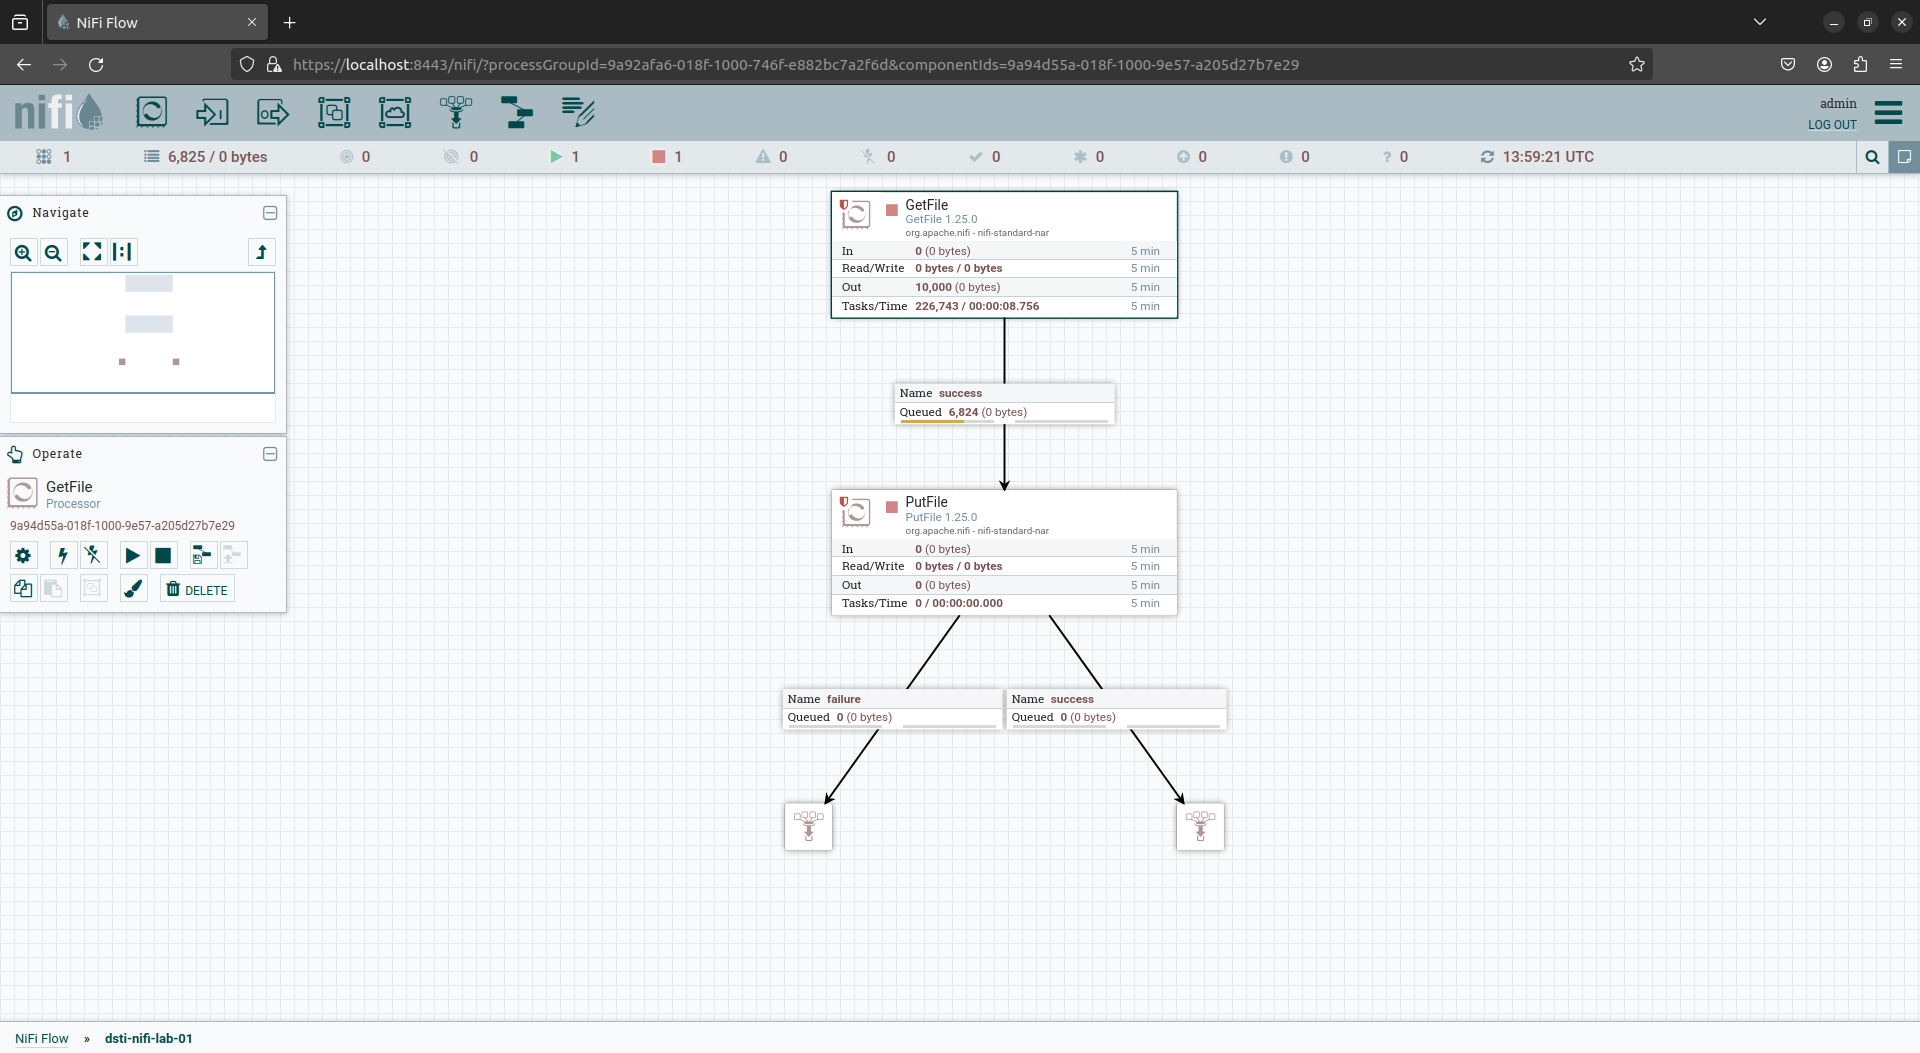 NiFi Flow
https://localhost:8443/nifi/?processGroupId=9a92afa6-018f-1000-746f-e882bc7a2f6d&componentIds=9a94d55a-018f-1000-9e57-a205d27b7e29
nifi
admin
LOG OUT
1
6,825 / 0 bytes
0
0
1
1
0
0
0
0
0
0
? 0
13:59:21 UTC
Navigate
Operate
GetFile
Processor
9a94d55a-018f-1000-9e57-a205d27b7e29
DELETE
GetFile
GetFile 1.25.0
org.apache.nifi - nifi-standard-nar
In 0 (0 bytes) 5 min
Read/Write 0 bytes / 0 bytes 5 min
Out 10,000 (0 bytes) 5 min
Tasks/Time 226,743 / 00:00:08.756 5 min
Name success
Queued 6,824 (0 bytes)
PutFile
PutFile 1.25.0
org.apache.nifi - nifi-standard-nar
In 0 (0 bytes) 5 min
Read/Write 0 bytes / 0 bytes 5 min
Out 0 (0 bytes) 5 min
Tasks/Time 0 / 00:00:00.000 5 min
Name failure
Queued 0 (0 bytes)
Name success
Queued 0 (0 bytes)
NiFi Flow » dsti-nifi-lab-01